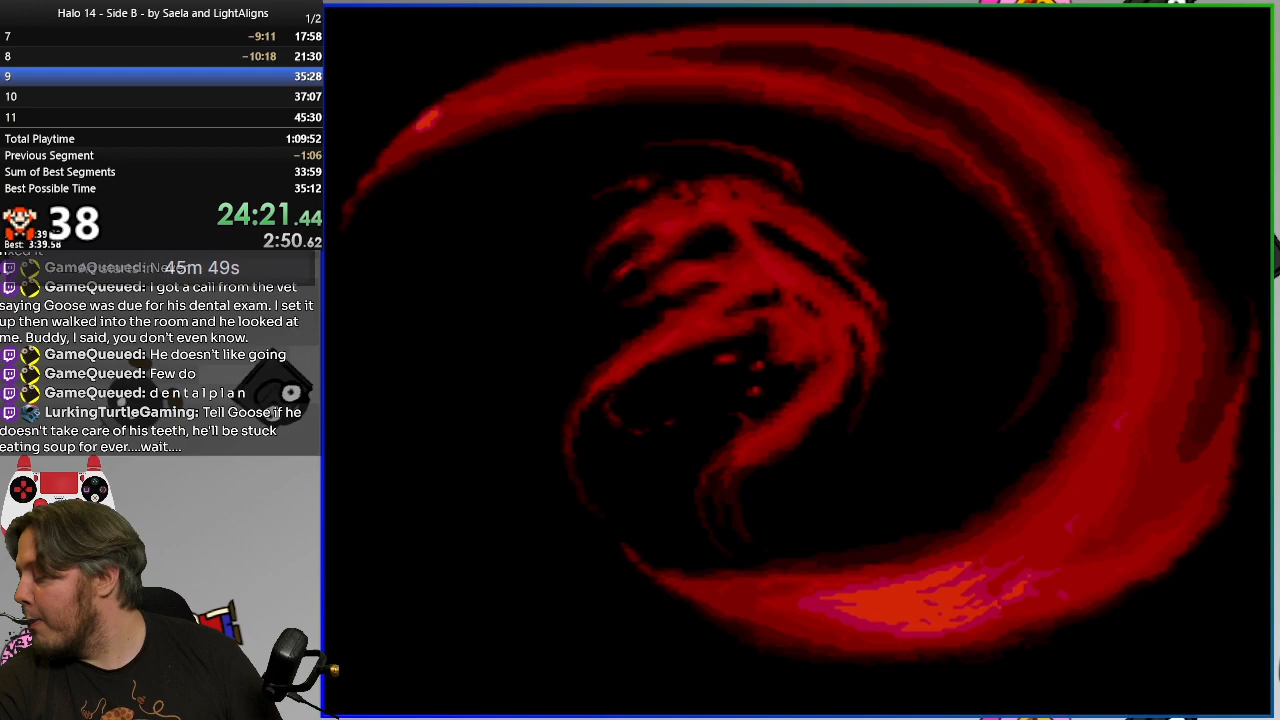 Halo 14 - Side B - by Saela and LightAligns
1/2
7 −9:11 17:58
8 −10:18 21:30
9 35:28
10 37:07
11 45:30
Total Playtime 1:09:52
Previous Segment −1:06
Sum of Best Segments 33:59
Best Possible Time 35:12
38 24:21.44
2:50.62
Best: 3:39.58
45m 49s
GameQueued:
GameQueued: I got a call from the vet
saying Goose was due for his dental exam. I set it
up then walked into the room and he looked at
me. Buddy, I said, you don't even know.
GameQueued: He doesn't like going
GameQueued: Few do
GameQueued: d e n t a l p l a n
LurkingTurtleGaming: Tell Goose if he
doesn't take care of his teeth, he'll be stuck
eating soup for ever....wait....